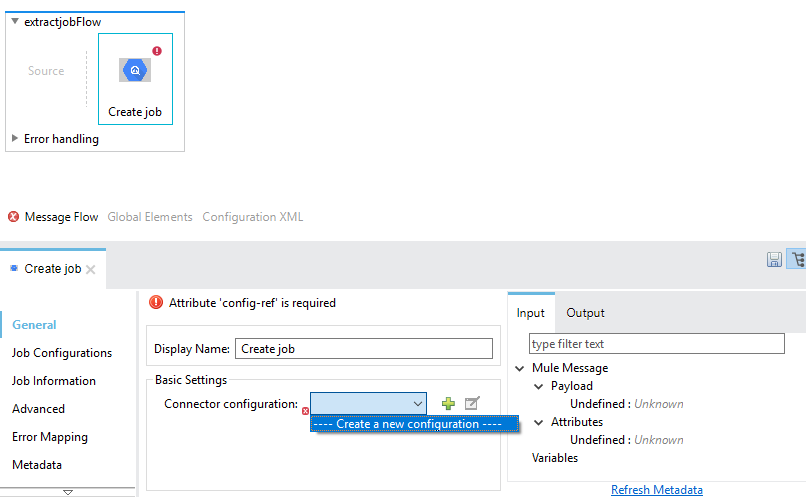 extractjobFlow
Source
Create job
Error handling
Message Flow Global Elements Configuration XML
Create job
General
Job Configurations
Job Information
Advanced
Error Mapping
Metadata
Attribute 'config-ref' is required
Display Name: Create job
Basic Settings
Connector configuration:
---- Create a new configuration ----
Input Output
type filter text
Mule Message
Payload
Undefined : Unknown
Attributes
Undefined : Unknown
Variables
Refresh Metadata